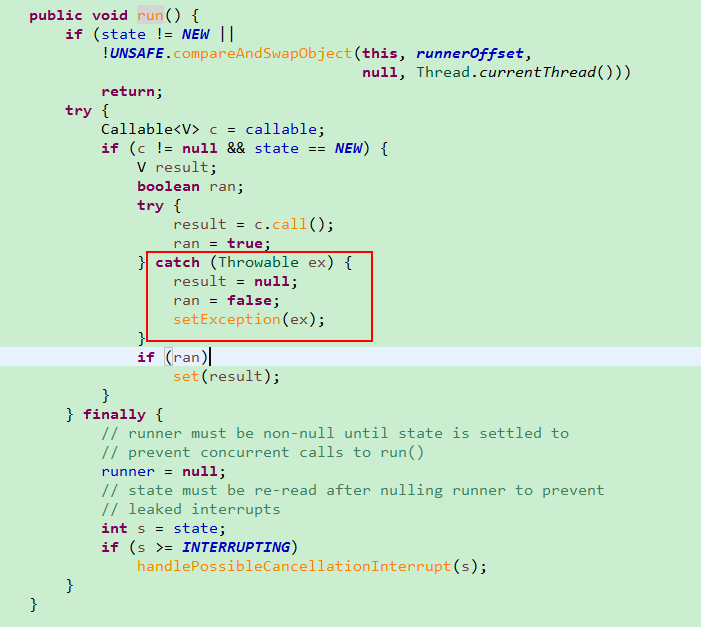 public void run() {
    if (state != NEW ||
        !UNSAFE.compareAndSwapObject(this, runnerOffset,
                                     null, Thread.currentThread()))
        return;
    try {
        Callable<V> c = callable;
        if (c != null && state == NEW) {
            V result;
            boolean ran;
            try {
                result = c.call();
                ran = true;
            } catch (Throwable ex) {
                result = null;
                ran = false;
                setException(ex);
            }
            if (ran)
                set(result);
        }
    } finally {
        // runner must be non-null until state is settled to
        // prevent concurrent calls to run()
        runner = null;
        // state must be re-read after nulling runner to prevent
        // leaked interrupts
        int s = state;
        if (s >= INTERRUPTING)
            handlePossibleCancellationInterrupt(s);
    }
}